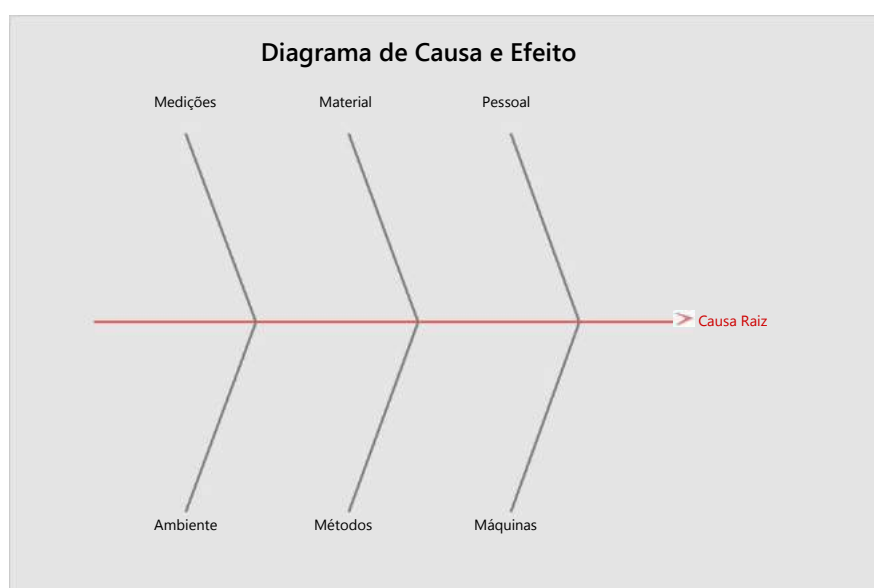 Diagrama de Causa e Efeito
Medições
Material
Pessoal
Causa Raiz
Ambiente
Métodos
Máquinas